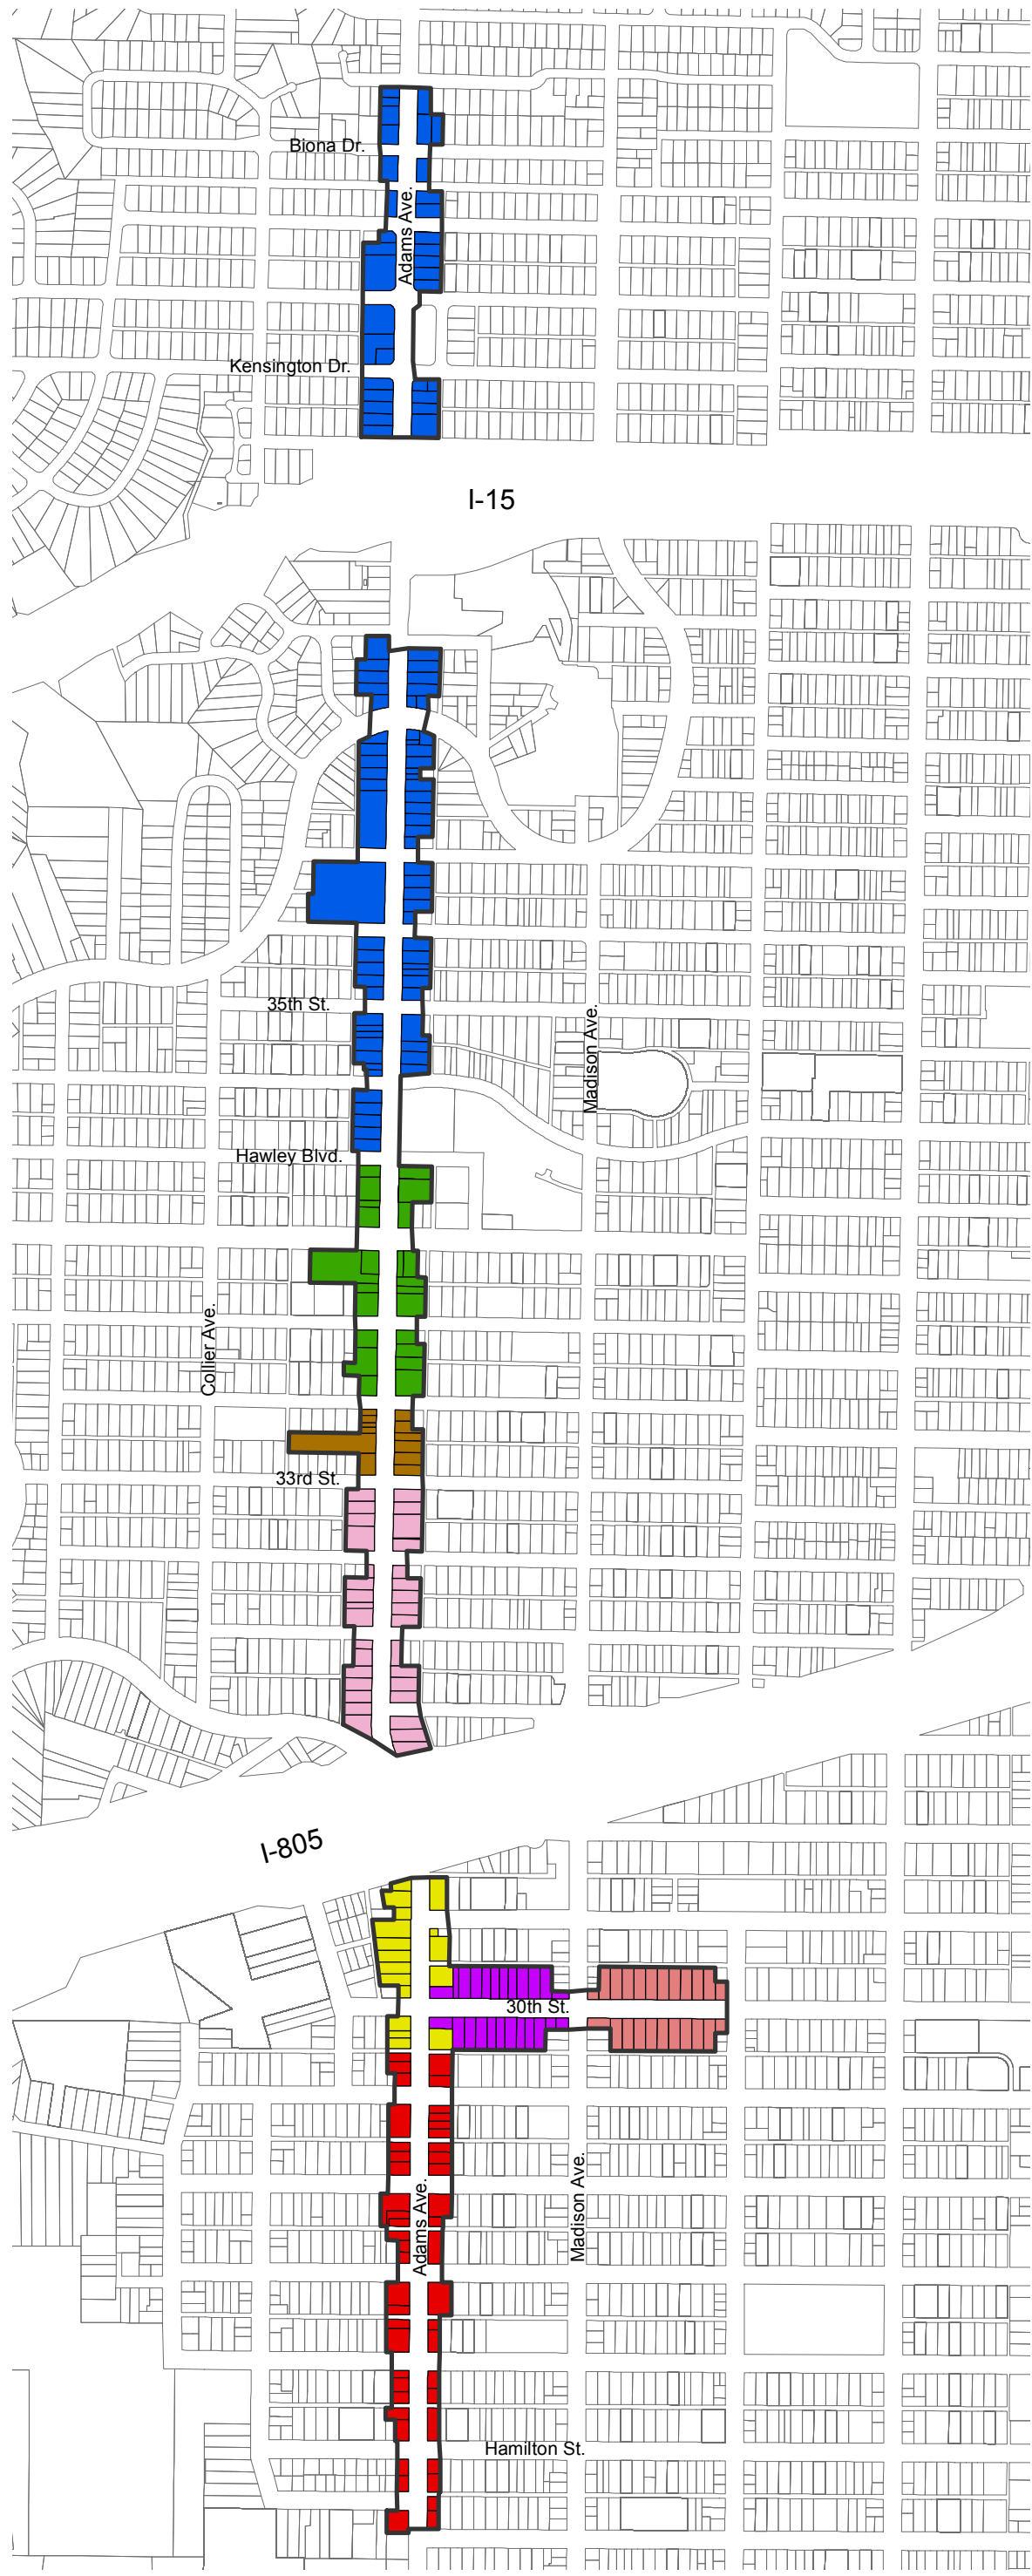 Biona Dr.
Adams Ave.
Kensington Dr.
I-15
35th St.
Madison Ave.
Hawley Blvd.
Collier Ave.
33rd St.
I-805
30th St.
Adams Ave.
Madison Ave.
Hamilton St.